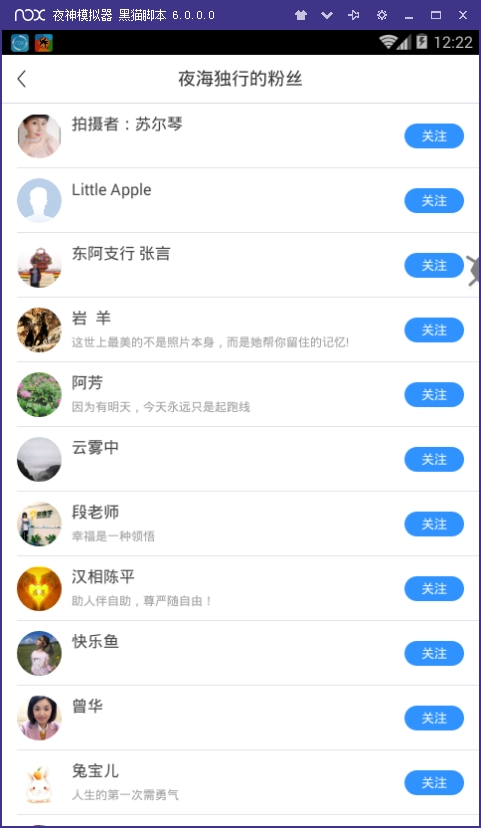 nox 夜神模拟器 黑猫脚本 6.0.0.0
12:22
夜海独行的粉丝
拍摄者：苏尔琴
关注
Little Apple
关注
东阿支行 张言
关注
岩 羊
这世上最美的不是照片本身，而是她帮你留住的记忆!
关注
阿芳
因为有明天，今天永远只是起跑线
关注
云雾中
关注
段老师
幸福是一种领悟
关注
汉相陈平
助人伴自助，尊严随自由！
关注
快乐鱼
关注
曾华
关注
兔宝儿
人生的第一次需勇气
关注